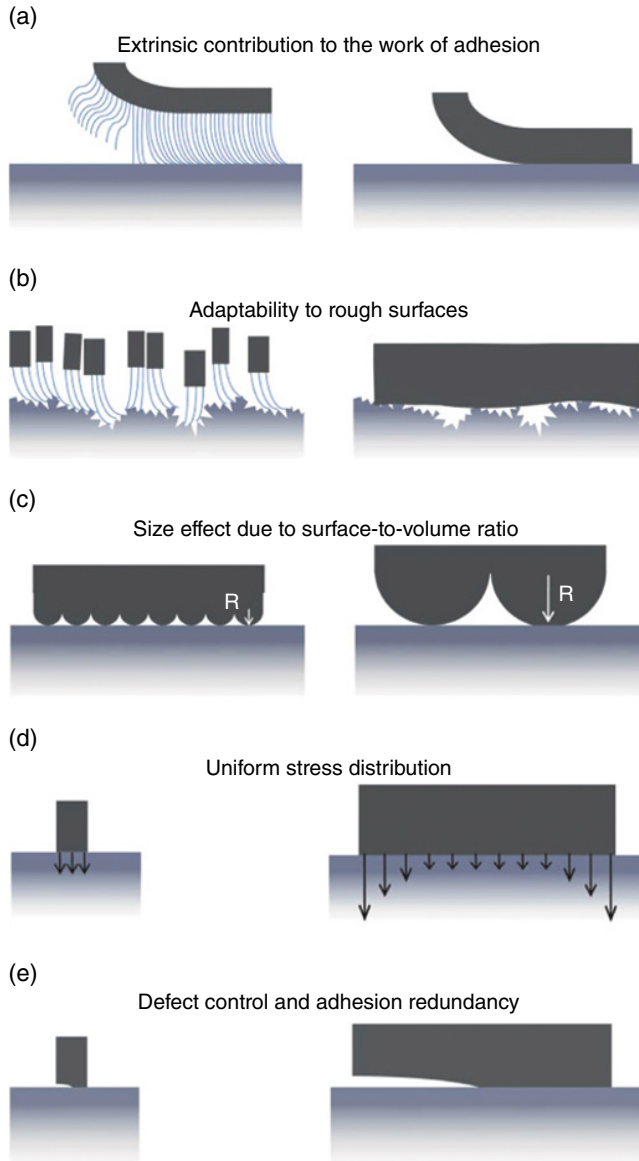 (a)
Extrinsic contribution to the work of adhesion
(b)
Adaptability to rough surfaces
(c)
Size effect due to surface-to-volume ratio
R
R
(d)
Uniform stress distribution
(e)
Defect control and adhesion redundancy